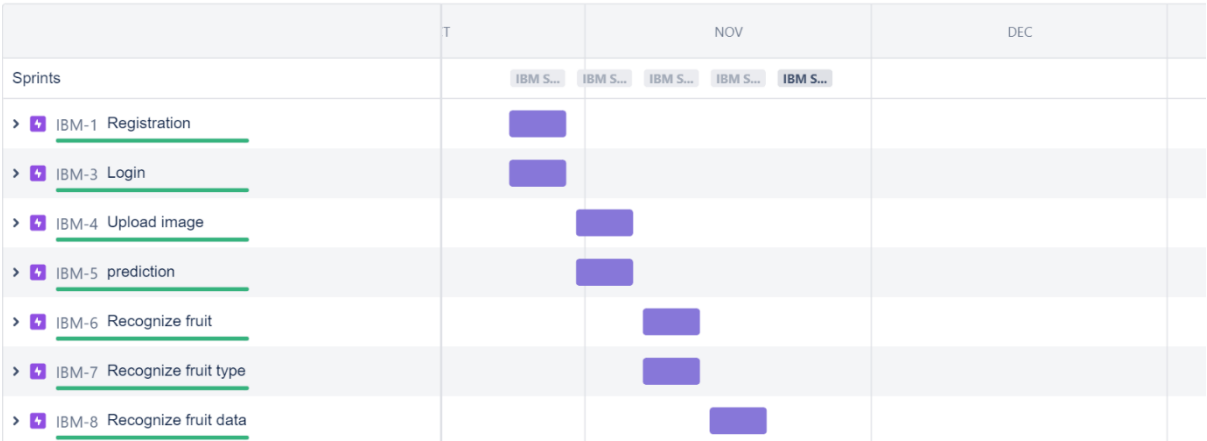 T NOV DEC
Sprints IBM S... IBM S... IBM S... IBM S... IBM S...
IBM-1 Registration
IBM-3 Login
IBM-4 Upload image
IBM-5 prediction
IBM-6 Recognize fruit
IBM-7 Recognize fruit type
IBM-8 Recognize fruit data